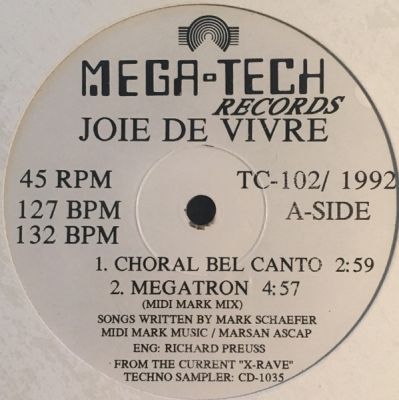 MEGA-TECH
RECORDS
JOIE DE VIVRE
45 RPM TC-102/ 1992
127 BPM A-SIDE
132 BPM
1. CHORAL BEL CANTO 2:59
2. MEGATRON 4:57
(MIDI MARK MIX)
SONGS WRITTEN BY MARK SCHAEFER
MIDI MARK MUSIC / MARSAN ASCAP
ENG: RICHARD PREUSS
FROM THE CURRENT "X-RAVE"
TECHNO SAMPLER: CD-1035